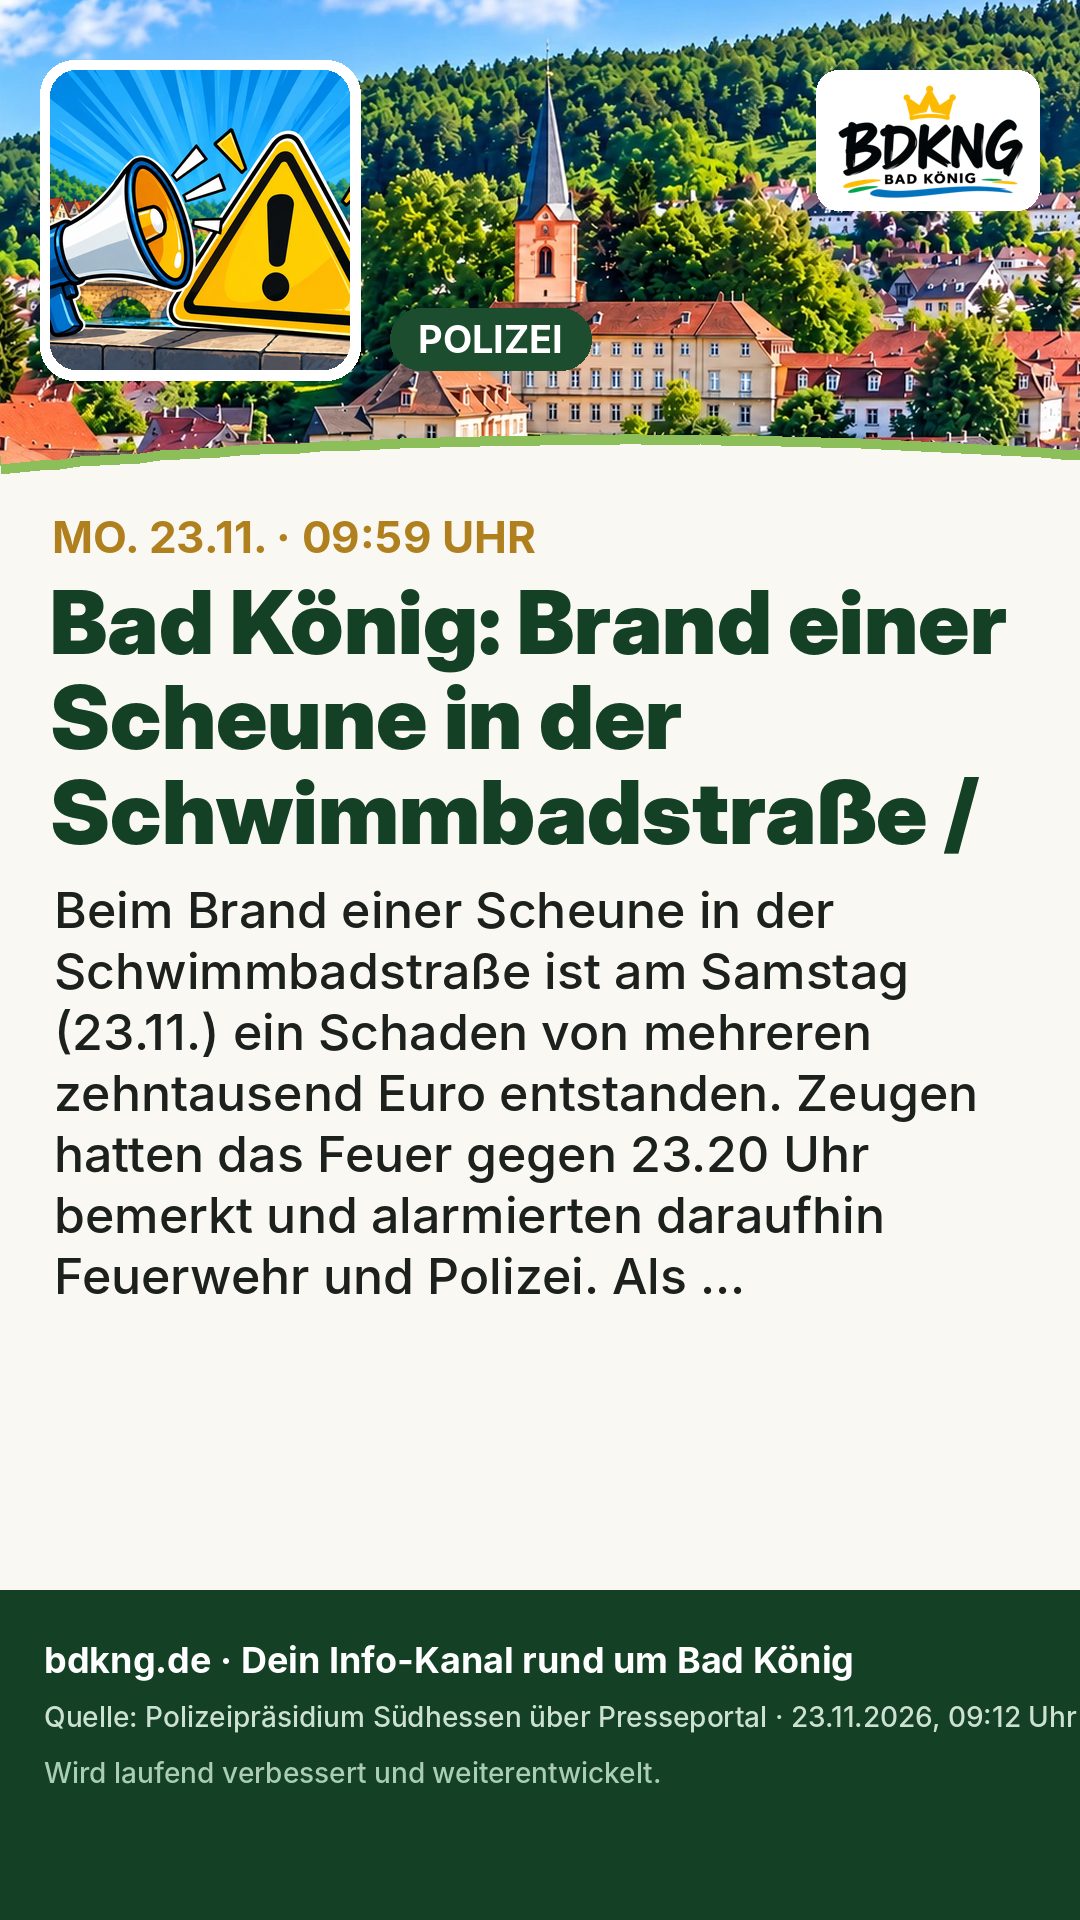 BDKNG
BAD KÖNIG
POLIZEI
MO. 23.11. · 09:59 UHR
Bad König: Brand einer
Scheune in der
Schwimmbadstraße /
Beim Brand einer Scheune in der
Schwimmbadstraße ist am Samstag
(23.11.) ein Schaden von mehreren
zehntausend Euro entstanden. Zeugen
hatten das Feuer gegen 23.20 Uhr
bemerkt und alarmierten daraufhin
Feuerwehr und Polizei. Als ...
bdkng.de · Dein Info-Kanal rund um Bad König
Quelle: Polizeipräsidium Südhessen über Presseportal · 23.11.2026, 09:12 Uhr
Wird laufend verbessert und weiterentwickelt.